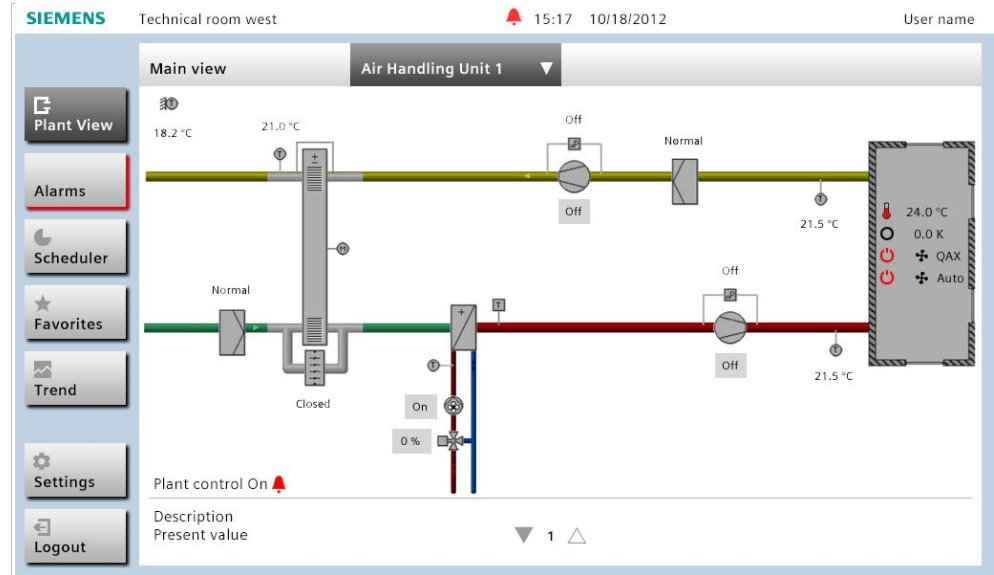 SIEMENS Technical room west 15:17 10/18/2012 User name
Main view Air Handling Unit 1
Plant View
Alarms
Scheduler
Favorites
Trend
Settings
Logout
T
18.2 °C
21.0 °C
T
±
Off
P
Off
Normal
T
21.5 °C
24.0 °C
0.0 K
QAX
Auto
M
Normal
Closed
+
T
T
On
0 %
Off
P
Off
T
21.5 °C
Plant control On
Description
Present value
1